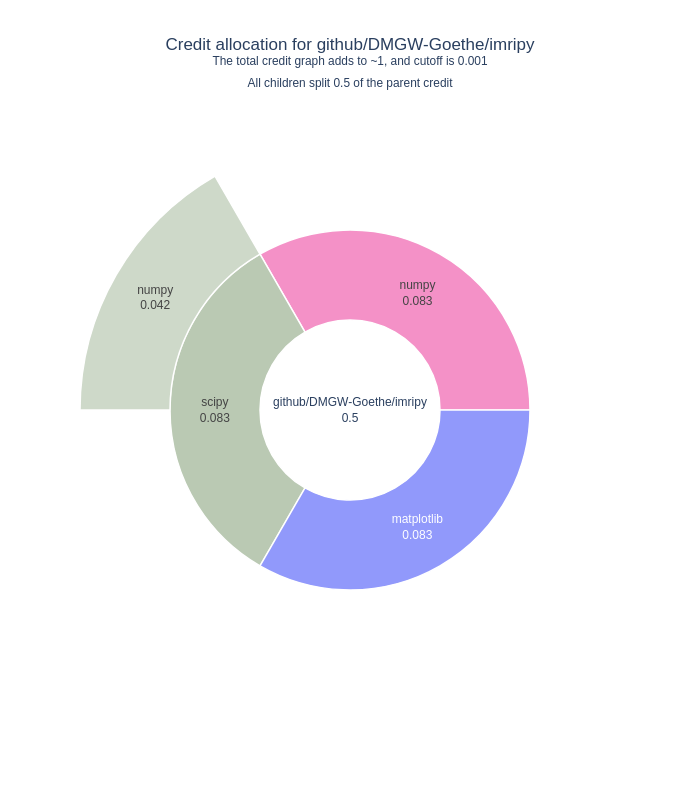 Credit allocation for github/DMGW-Goethe/imripy
The total credit graph adds to ~1, and cutoff is 0.001
All children split 0.5 of the parent credit
numpy
0.042
numpy
0.083
scipy
0.083
github/DMGW-Goethe/imripy
0.5
matplotlib
0.083